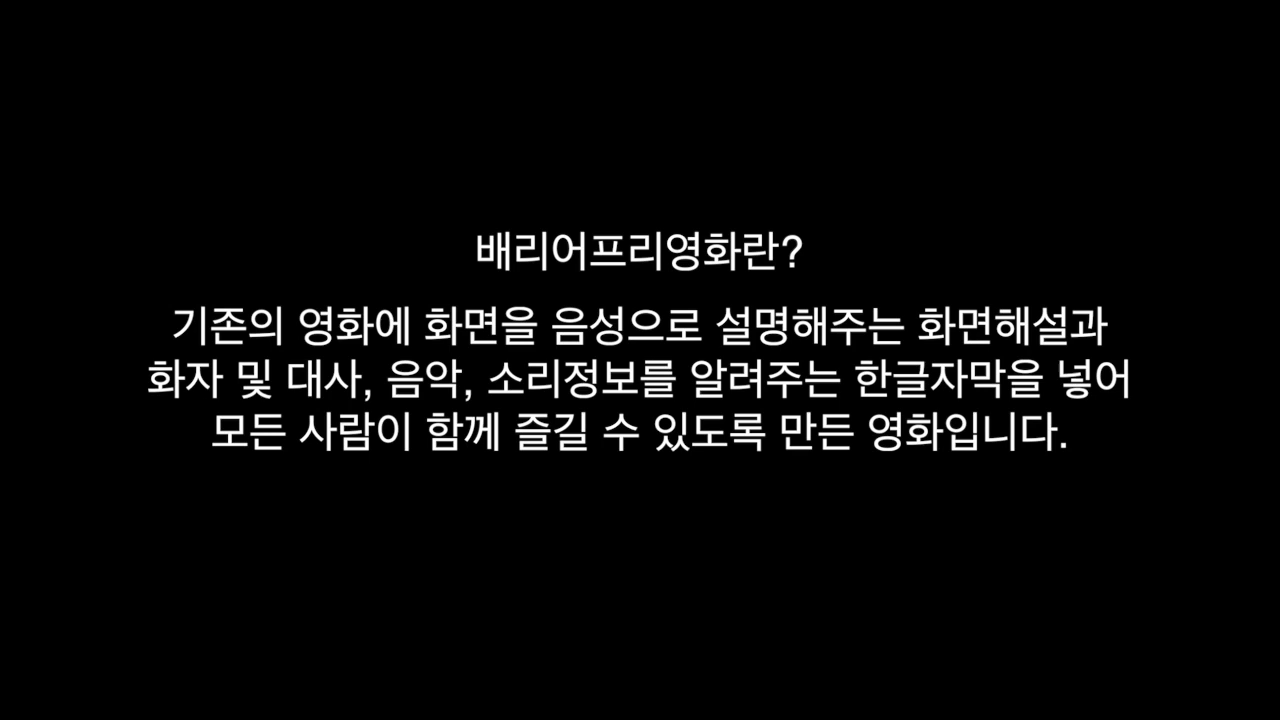 배리어프리영화란?
기존의 영화에 화면을 음성으로 설명해주는 화면해설과
화자 및 대사, 음악, 소리정보를 알려주는 한글자막을 넣어
모든 사람이 함께 즐길 수 있도록 만든 영화입니다.